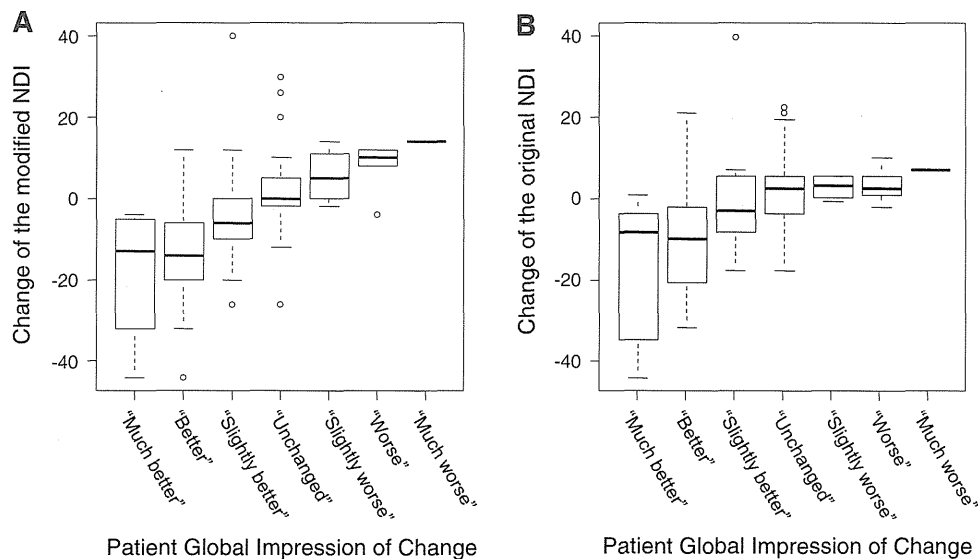 A
Change of the modified NDI
40
20
0
-20
-40
"Much better"
"Better"
"Slightly better"
"Unchanged"
"Slightly worse"
"Worse"
"Much worse"
Patient Global Impression of Change
B
Change of the original NDI
40
20
0
-20
-40
"Much better"
"Better"
"Slightly better"
"Unchanged"
"Slightly worse"
"Worse"
"Much worse"
Patient Global Impression of Change